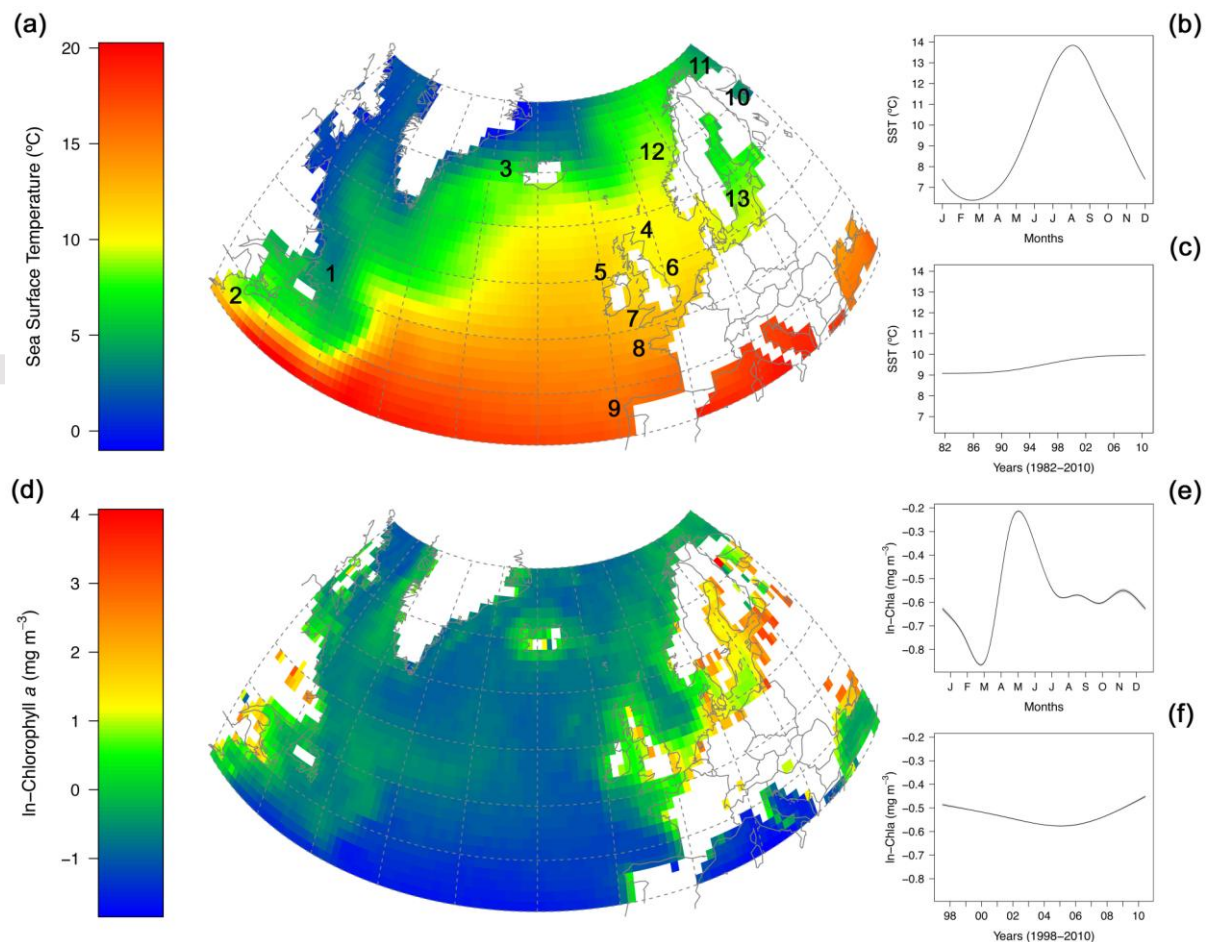 (a)
Sea Surface Temperature (ºC)
20
15
10
5
0
1
2
3
4
5
6
7
8
9
10
11
12
13
(b)
SST (ºC)
14
13
12
11
10
9
8
7
J F M A M J J A S O N D
Months
(c)
SST (ºC)
14
13
12
11
10
9
8
7
82 86 90 94 98 02 06 10
Years (1982−2010)
(d)
ln−Chlorophyll a (mg m−3)
4
3
2
1
0
−1
(e)
ln−Chla (mg m−3)
−0.2
−0.3
−0.4
−0.5
−0.6
−0.7
−0.8
J F M A M J J A S O N D
Months
(f)
ln−Chla (mg m−3)
−0.2
−0.3
−0.4
−0.5
−0.6
−0.7
−0.8
98 00 02 04 06 08 10
Years (1998−2010)